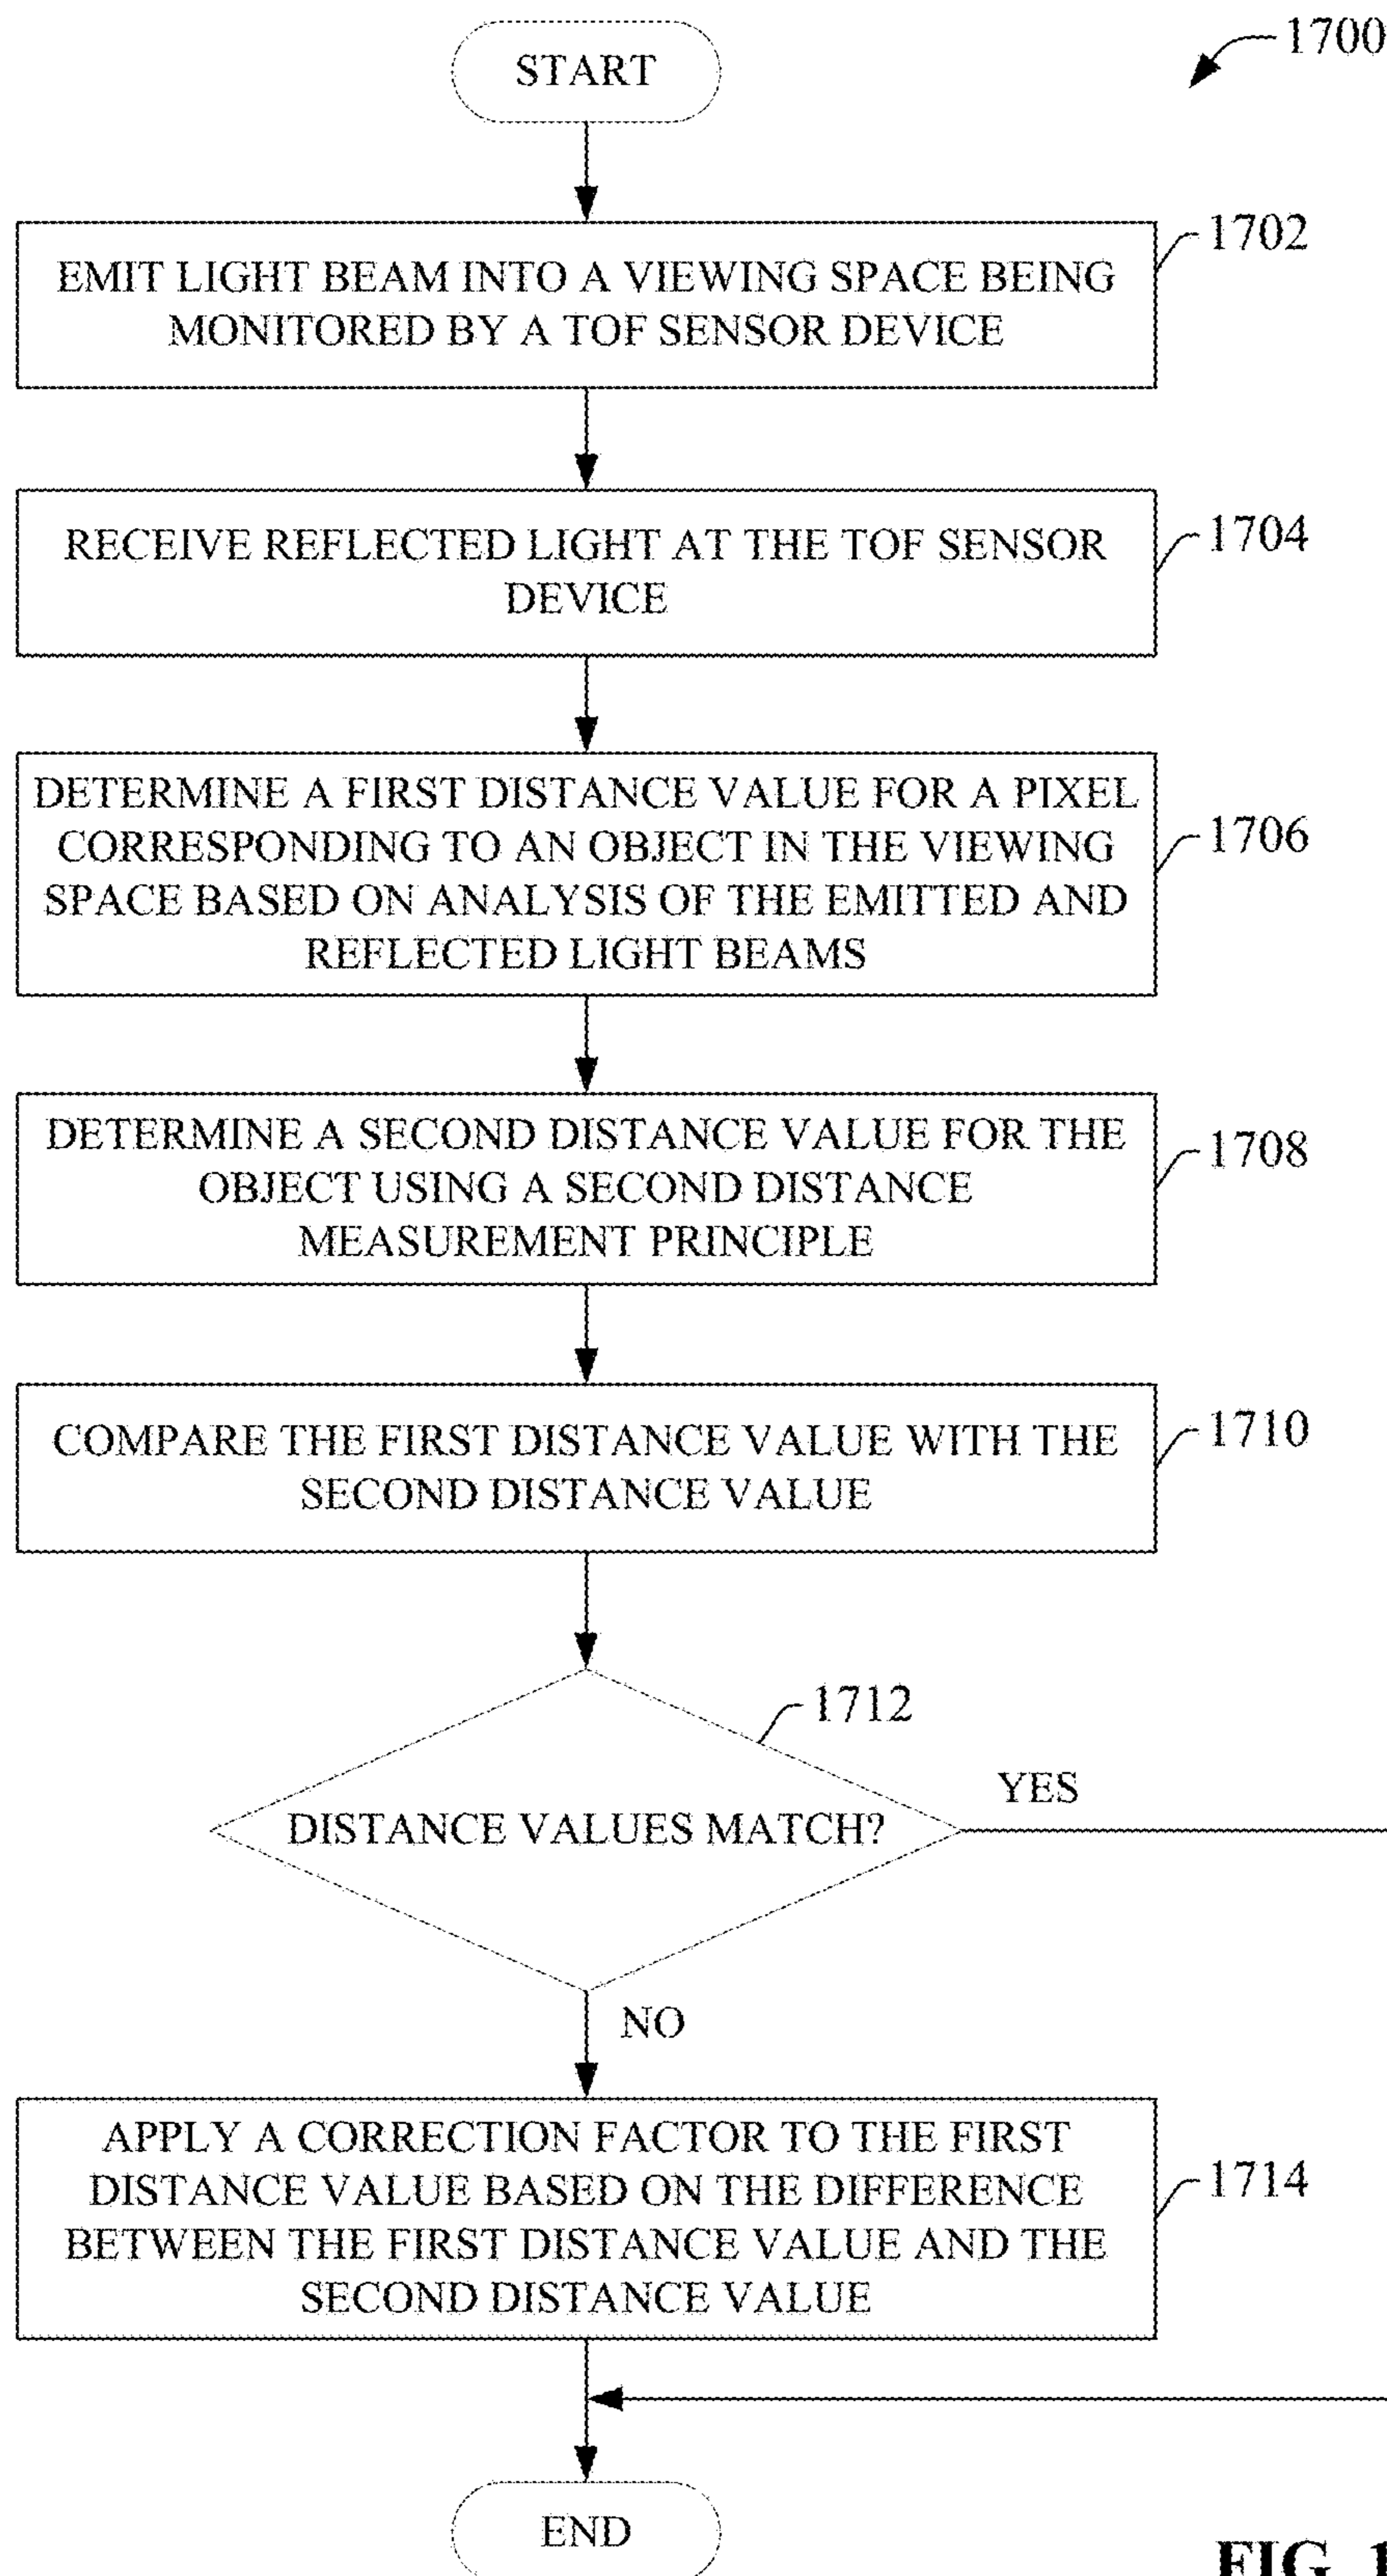 START
1700
EMIT LIGHT BEAM INTO A VIEWING SPACE BEING
MONITORED BY A TOF SENSOR DEVICE
1702
RECEIVE REFLECTED LIGHT AT THE TOF SENSOR
DEVICE
1704
DETERMINE A FIRST DISTANCE VALUE FOR A PIXEL
CORRESPONDING TO AN OBJECT IN THE VIEWING
SPACE BASED ON ANALYSIS OF THE EMITTED AND
REFLECTED LIGHT BEAMS
1706
DETERMINE A SECOND DISTANCE VALUE FOR THE
OBJECT USING A SECOND DISTANCE
MEASUREMENT PRINCIPLE
1708
COMPARE THE FIRST DISTANCE VALUE WITH THE
SECOND DISTANCE VALUE
1710
1712
DISTANCE VALUES MATCH?
YES
NO
APPLY A CORRECTION FACTOR TO THE FIRST
DISTANCE VALUE BASED ON THE DIFFERENCE
BETWEEN THE FIRST DISTANCE VALUE AND THE
SECOND DISTANCE VALUE
1714
END
FIG. 1